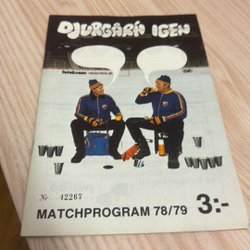 DJURGÅR'N IGEN
№ 42267
MATCHPROGRAM 78/79 3:-